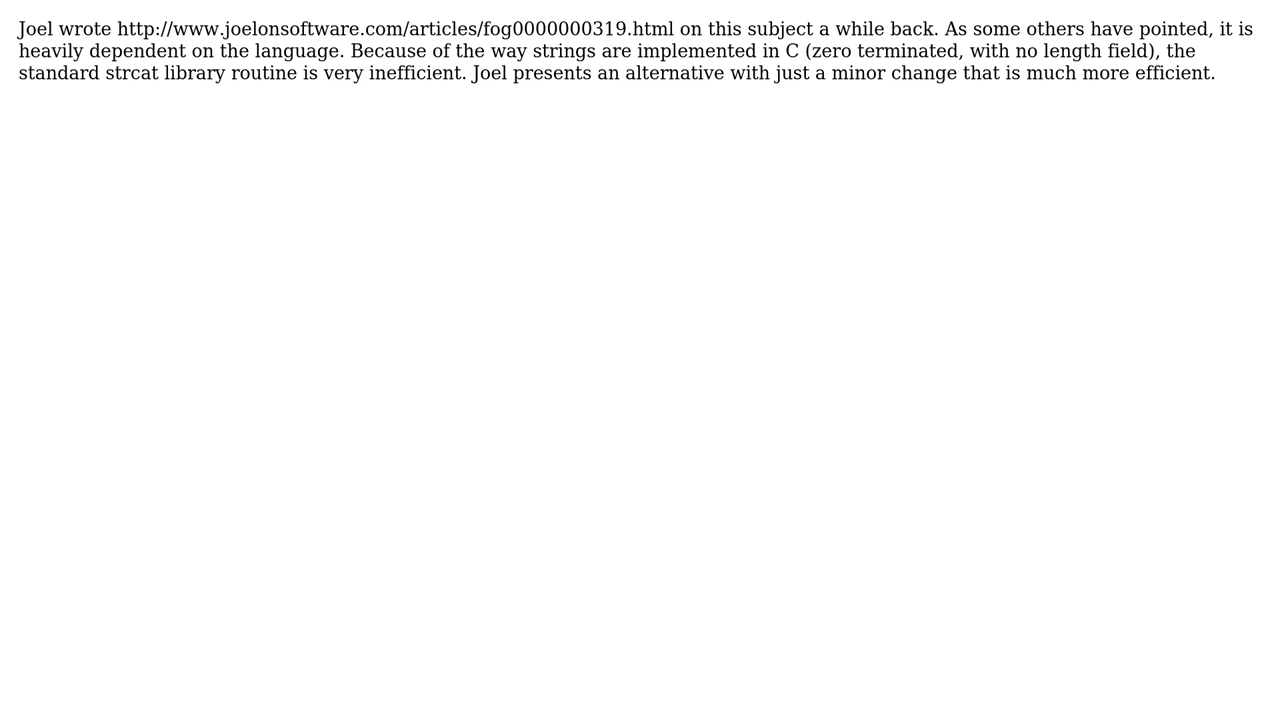 Joel wrote http://www.joelonsoftware.com/articles/fog0000000319.html on this subject a while back. As some others have pointed, it is
heavily dependent on the language. Because of the way strings are implemented in C (zero terminated, with no length field), the
standard strcat library routine is very inefficient. Joel presents an alternative with just a minor change that is much more efficient.